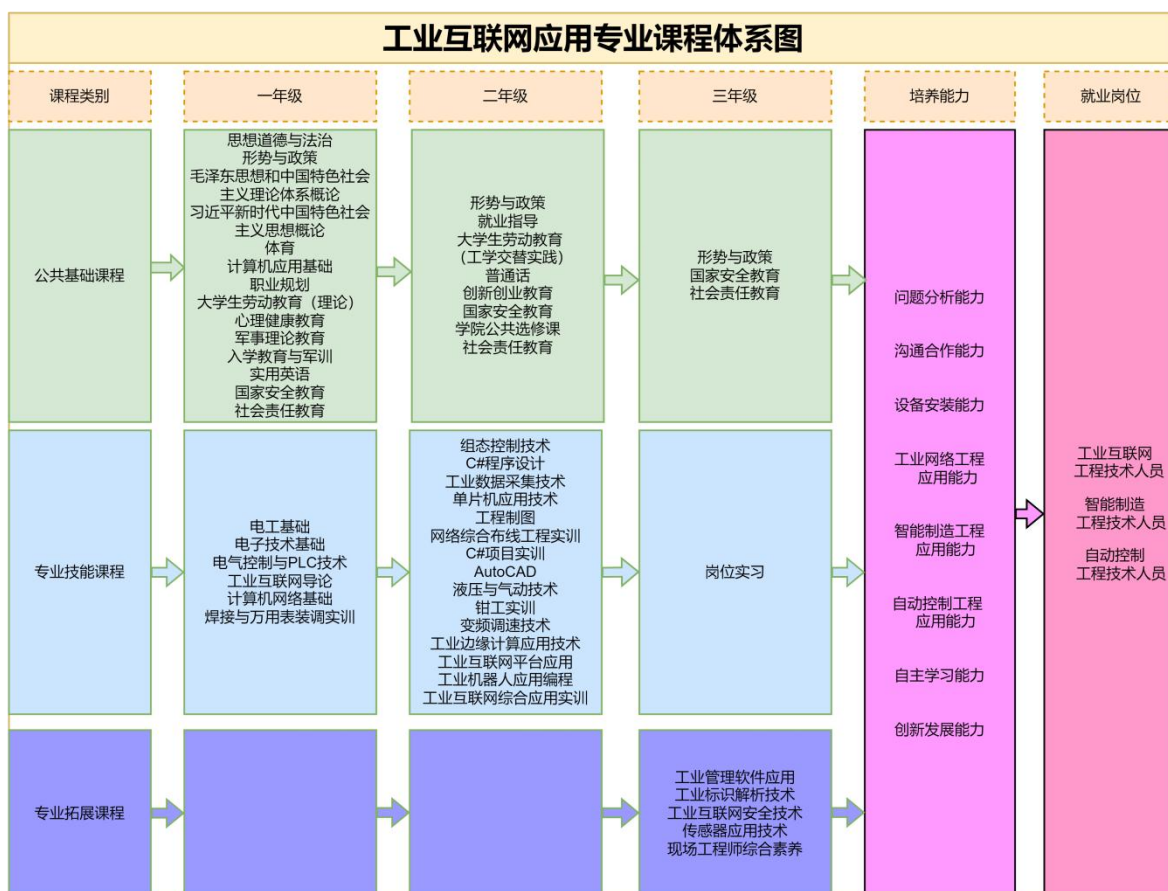 工业互联网应用专业课程体系图
课程类别
一年级
二年级
三年级
培养能力
就业岗位
公共基础课程
思想道德与法治
形势与政策
毛泽东思想和中国特色社会
主义理论体系概论
习近平新时代中国特色社会
主义思想概论
体育
计算机应用基础
职业规划
大学生劳动教育（理论）
心理健康教育
军事理论教育
入学教育与军训
实用英语
国家安全教育
社会责任教育
形势与政策
就业指导
大学生劳动教育
（工学交替实践）
普通话
创新创业教育
国家安全教育
学院公共选修课
社会责任教育
形势与政策
国家安全教育
社会责任教育
专业技能课程
电工基础
电子技术基础
电气控制与PLC技术
工业互联网导论
计算机网络基础
焊接与万用表装调实训
组态控制技术
C#程序设计
工业数据采集技术
单片机应用技术
工程制图
网络综合布线工程实训
C#项目实训
AutoCAD
液压与气动技术
钳工实训
变频调速技术
工业边缘计算应用技术
工业互联网平台应用
工业机器人应用编程
工业互联网综合应用实训
岗位实习
专业拓展课程
工业管理软件应用
工业标识解析技术
工业互联网安全技术
传感器应用技术
现场工程师综合素养
问题分析能力
沟通合作能力
设备安装能力
工业网络工程
应用能力
智能制造工程
应用能力
自动控制工程
应用能力
自主学习能力
创新发展能力
工业互联网
工程技术人员
智能制造
工程技术人员
自动控制
工程技术人员